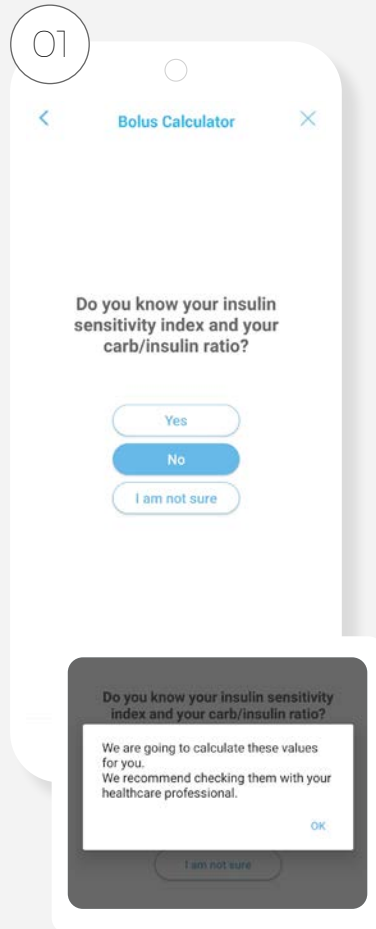 01
Bolus Calculator
Do you know your insulin
sensitivity index and your
carb/insulin ratio?
Yes
No
I am not sure
Do you know your insulin sensitivity
index and your carb/insulin ratio?
We are going to calculate these values
for you.
We recommend checking them with your
healthcare professional.
OK
I am not sure